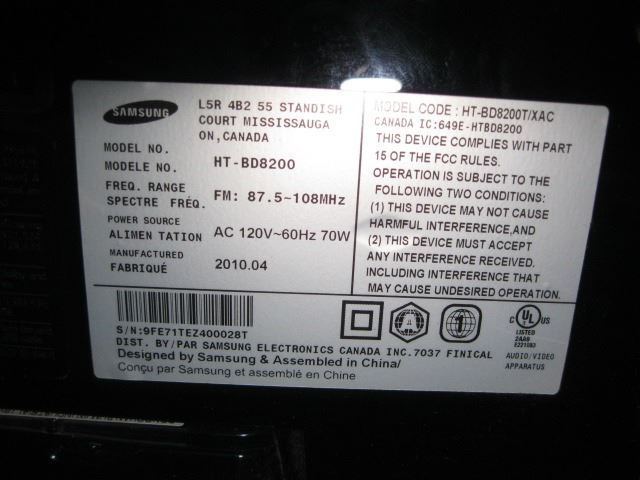 SAMSUNG
L5R 4B2 55 STANDISH
COURT MISSISSAUGA
ON,CANADA
MODEL NO.
MODELE NO. HT-BD8200
FREQ. RANGE
SPECTRE FRÉQ. FM: 87.5~108MHz
POWER SOURCE
ALIMEN TATION AC 120V~60Hz 70W
MANUFACTURED
FABRIQUÉ 2010.04
MODEL CODE : HT-BD8200T/XAC
CANADA IC:649E-HTBD8200
THIS DEVICE COMPLIES WITH PART
15 OF THE FCC RULES.
OPERATION IS SUBJECT TO THE
FOLLOWING TWO CONDITIONS:
(1) THIS DEVICE MAY NOT CAUSE
HARMFUL INTERFERENCE,AND
(2) THIS DEVICE MUST ACCEPT
ANY INTERFERENCE RECEIVED.
INCLUDING INTERFERENCE THAT
MAY CAUSE UNDESIRED OPERATION.
S/N:9FE71TEZ400028T
C UL US
LISTED
2AA9
E221093
AUDIO/VIDEO
APPARATUS
DIST. BY/PAR SAMSUNG ELECTRONICS CANADA INC.7037 FINICAL
Designed by Samsung & Assembled in China/
Conçu par Samsung et assemblé en Chine